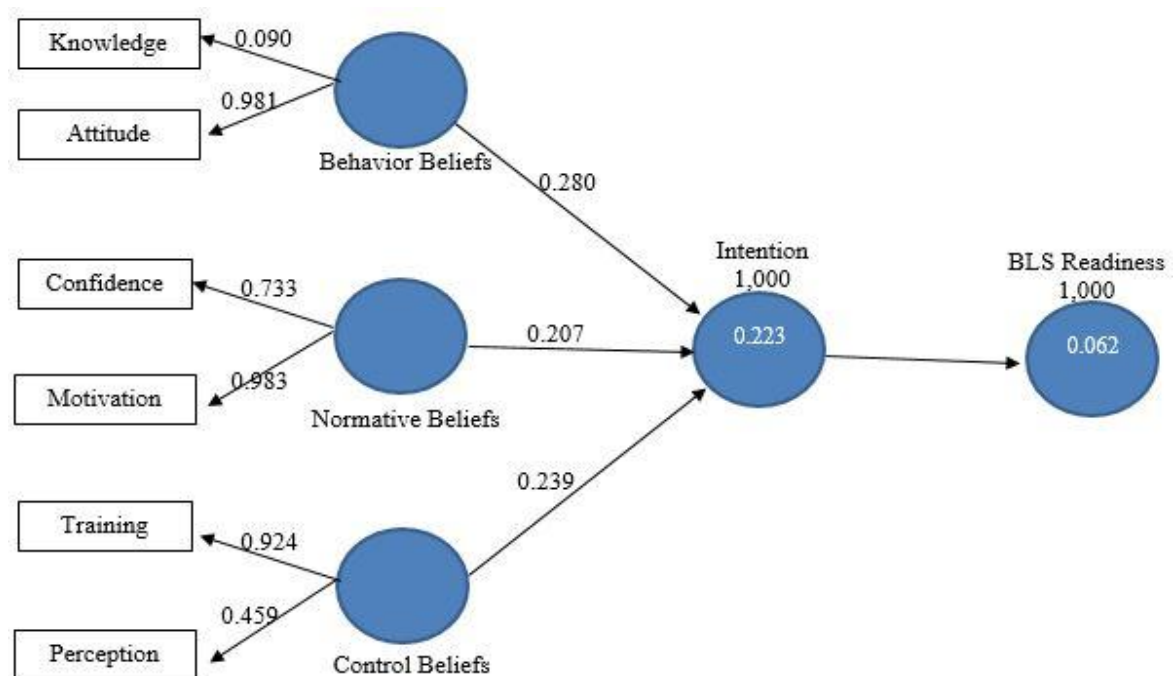 Knowledge
0.090
0.981
Attitude
Behavior Beliefs
0.280
Confidence
0.733
0.983
Motivation
Normative Beliefs
0.207
Training
0.924
0.459
Perception
Control Beliefs
0.239
Intention
1,000
0.223
BLS Readiness
1,000
0.062